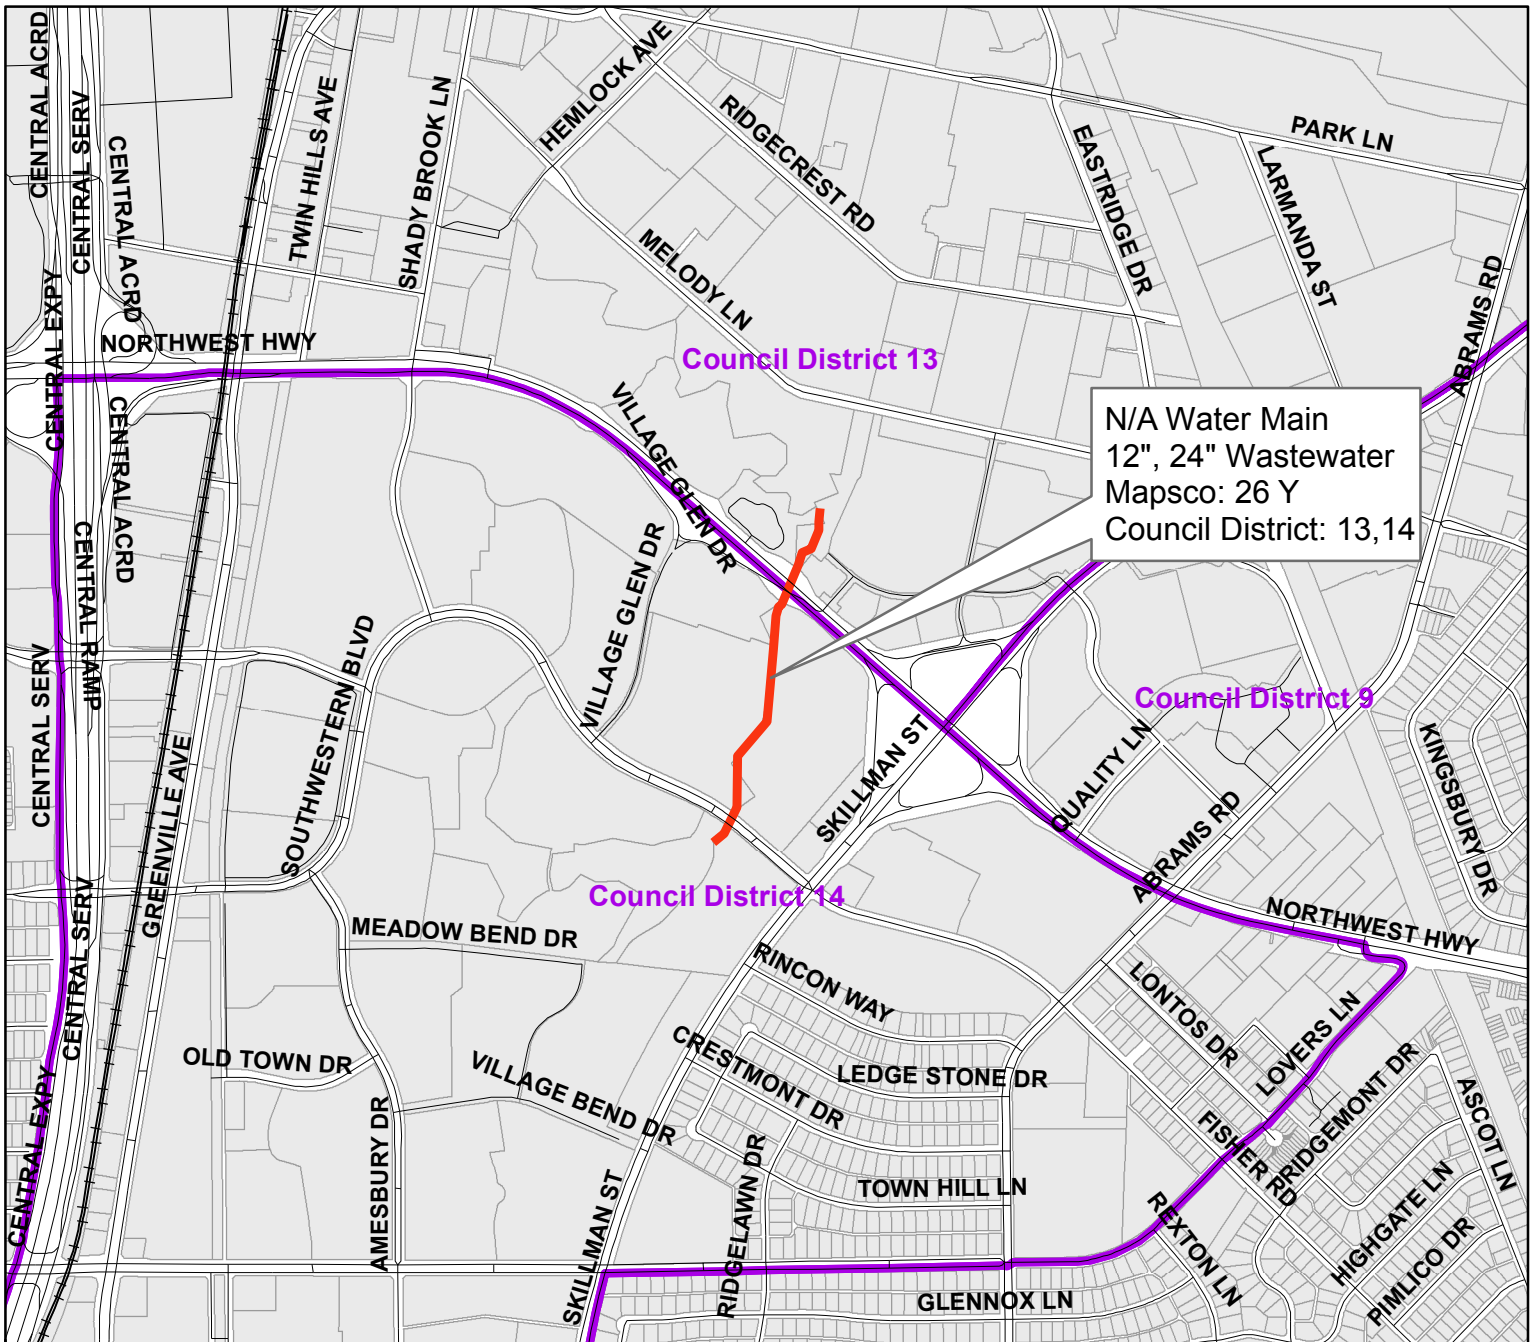 CENTRAL ACRD
CENTRAL SERV
CENTRAL ACRD
TWIN HILLS AVE
SHADY BROOK LN
HEMLOCK AVE
RIDGECREST RD
EASTRIDGE DR
PARK LN
LARMANDA ST
ABRAMS RD
MELODY LN
CENTRAL EXPY
NORTHWEST HWY
Council District 13
CENTRAL ACRD
VILLAGE GLEN DR
N/A Water Main
12", 24" Wastewater
Mapsco: 26 Y
Council District: 13,14
CENTRAL RAMP
VILLAGE GLEN DR
SOUTHWESTERN BLVD
CENTRAL SERV
GREENVILLE AVE
Council District 9
SKILLMAN ST
QUALITY LN
ABRAMS RD
KINGSBURY DR
Council District 14
NORTHWEST HWY
MEADOW BEND DR
CENTRAL SERV
RINCON WAY
LONTOS DR
LOVERS LN
OLD TOWN DR
VILLAGE BEND DR
CRESTMONT DR
LEDGE STONE DR
RIDGEMONT DR
ASCOT LN
FISHER RD
CENTRAL EXPY
AMESBURY DR
SKILLMAN ST
RIDGELAWN DR
TOWN HILL LN
REXTON LN
HIGHGATE LN
PIMLICO DR
GLENNOX LN